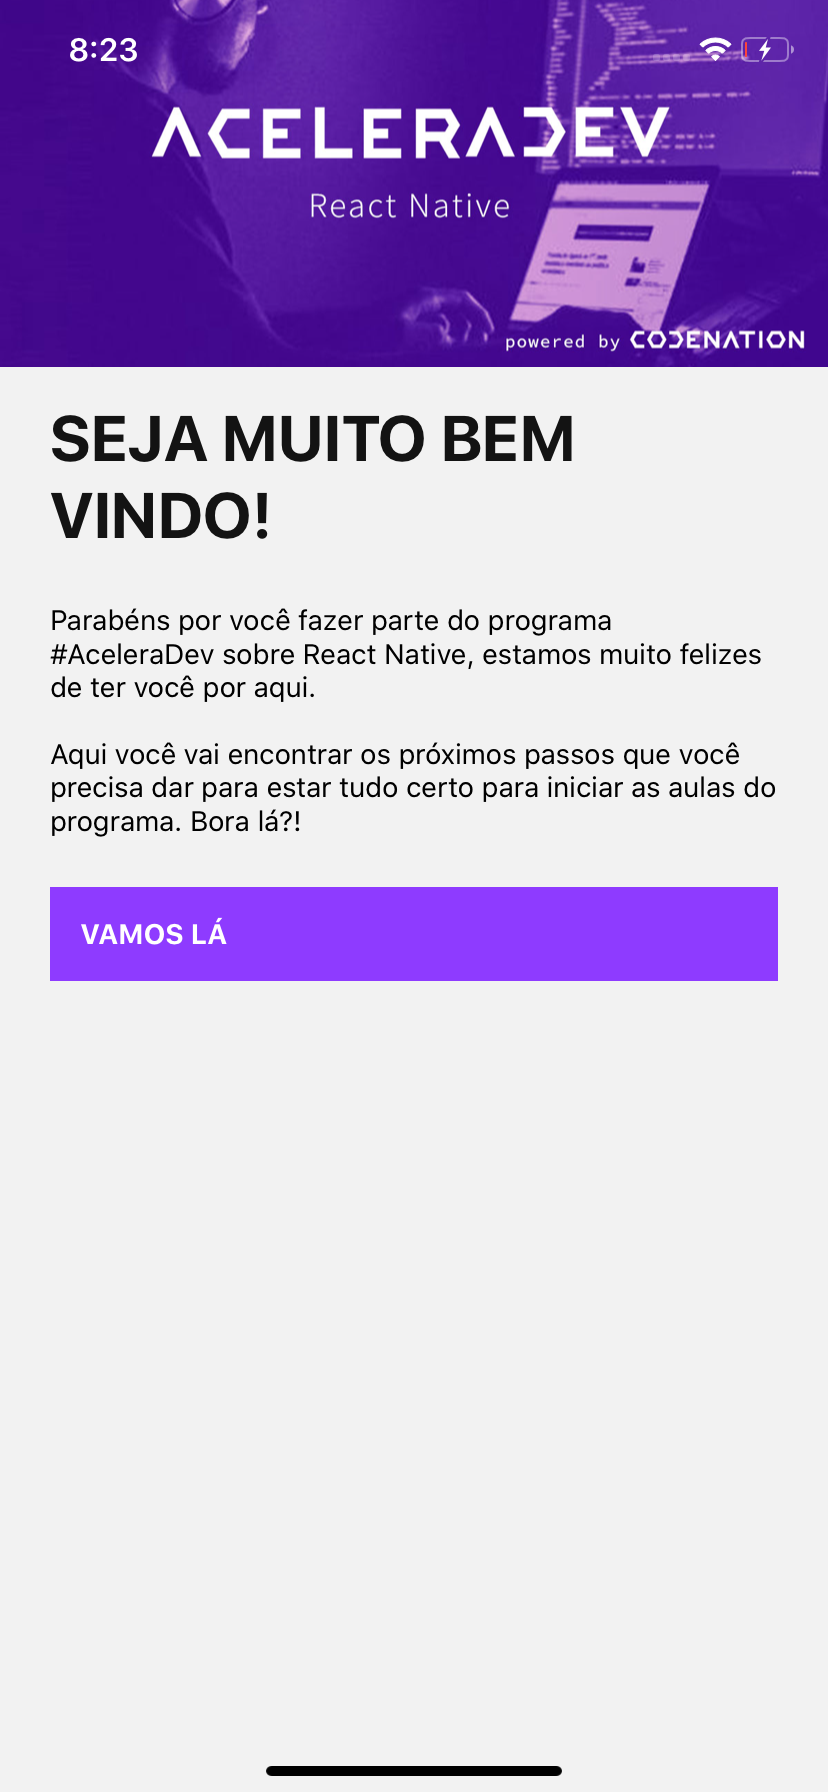 8:23
ACELERADEV
React Native
powered by CODENATION
SEJA MUITO BEM
VINDO!
Parabéns por você fazer parte do programa
#AceleraDev sobre React Native, estamos muito felizes
de ter você por aqui.
Aqui você vai encontrar os próximos passos que você
precisa dar para estar tudo certo para iniciar as aulas do
programa. Bora lá?!
VAMOS LÁ